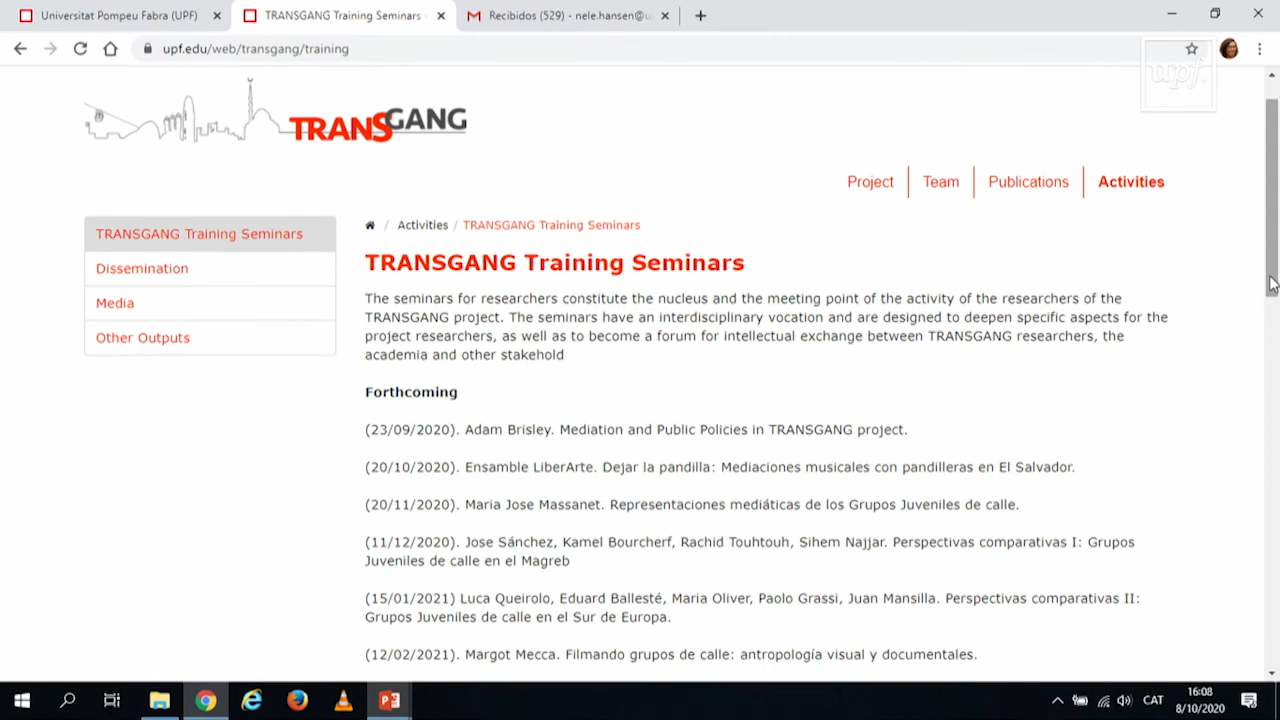 Universitat Pompeu Fabra (UPF)
TRANSGANG Training Seminars -
Recibidos (529) - nele.hansen@u
upf.edu/web/transgang/training
upf.
TRANSGANG
Project
Team
Publications
Activities
TRANSGANG Training Seminars
Dissemination
Media
Other Outputs
/ Activities / TRANSGANG Training Seminars
TRANSGANG Training Seminars
The seminars for researchers constitute the nucleus and the meeting point of the activity of the researchers of the
TRANSGANG project. The seminars have an interdisciplinary vocation and are designed to deepen specific aspects for the
project researchers, as well as to become a forum for intellectual exchange between TRANSGANG researchers, the
academia and other stakehold
Forthcoming
(23/09/2020). Adam Brisley. Mediation and Public Policies in TRANSGANG project.
(20/10/2020). Ensamble LiberArte. Dejar la pandilla: Mediaciones musicales con pandilleras en El Salvador.
(20/11/2020). Maria Jose Massanet. Representaciones mediáticas de los Grupos Juveniles de calle.
(11/12/2020). Jose Sánchez, Kamel Bourcherf, Rachid Touhtouh, Sihem Najjar. Perspectivas comparativas I: Grupos
Juveniles de calle en el Magreb
(15/01/2021) Luca Queirolo, Eduard Ballesté, Maria Oliver, Paolo Grassi, Juan Mansilla. Perspectivas comparativas II:
Grupos Juveniles de calle en el Sur de Europa.
(12/02/2021). Margot Mecca. Filmando grupos de calle: antropología visual y documentales.
CAT
16:08
8/10/2020